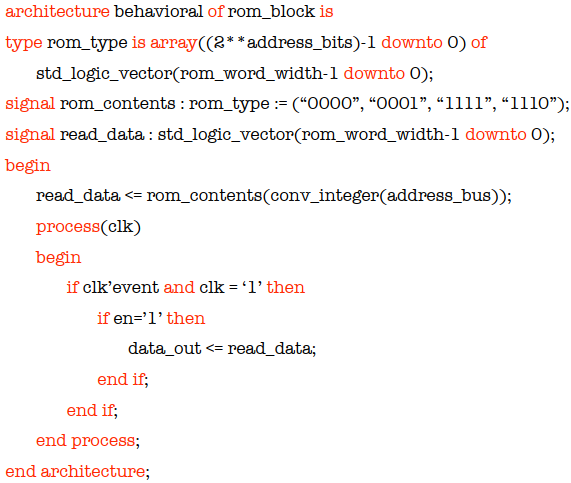 architecture behavioral of rom_block is
type rom_type is array((2**address_bits)-1 downto 0) of
std_logic_vector(rom_word_width-1 downto 0);
signal rom_contents : rom_type := (“0000”, “0001”, “1111”, “1110”);
signal read_data : std_logic_vector(rom_word_width-1 downto 0);
begin
read_data <= rom_contents(conv_integer(address_bus));
process(clk)
begin
if clk’event and clk = ‘1’ then
if en=’1’ then
data_out <= read_data;
end if;
end if;
end process;
end architecture;